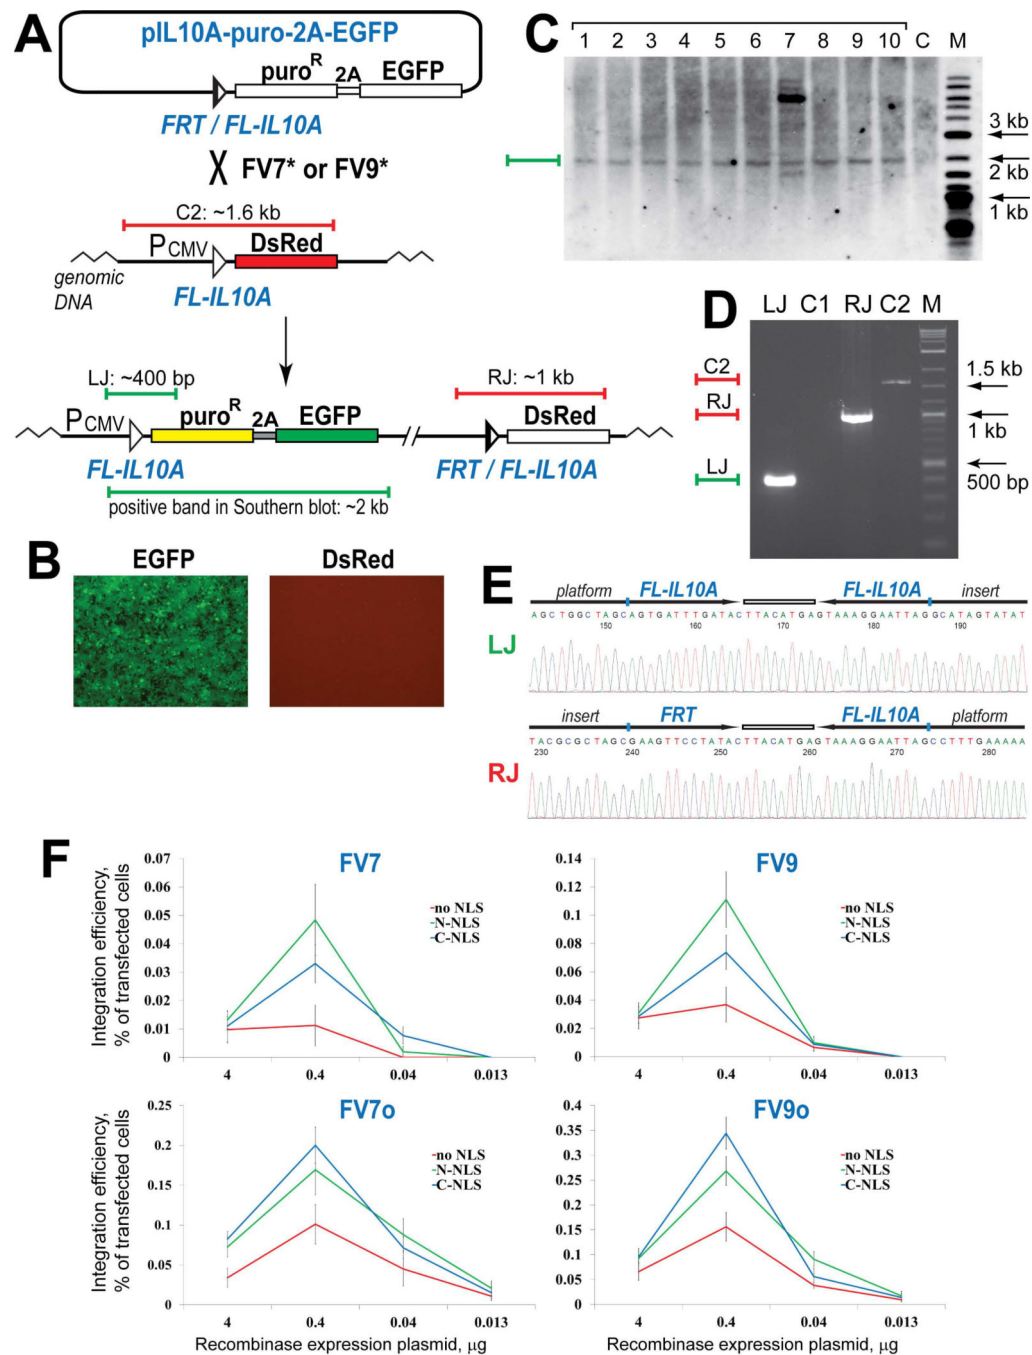 A
pIL10A-puro-2A-EGFP
puroR 2A EGFP
FRT / FL-IL10A
X FV7* or FV9*
C2: ~1.6 kb
PCMV DsRed
genomic DNA
FL-IL10A
LJ: ~400 bp
RJ: ~1 kb
PCMV puroR 2A EGFP DsRed
FL-IL10A
FRT / FL-IL10A
positive band in Southern blot: ~2 kb
B
EGFP DsRed
C
1 2 3 4 5 6 7 8 9 10 C M
3 kb
2 kb
1 kb
D
LJ C1 RJ C2 M
C2
RJ
LJ
1.5 kb
1 kb
500 bp
E
platform FL-IL10A FL-IL10A insert
AGCTGGCTAGCAGTGATTTGATACTTACATGAGTAAAGGAATTAGGCATAGTATAT
150 160 170 180 190
LJ
insert FRT FL-IL10A platform
TACGCGCTAGCGAAGTTCCTATACTTACATGAGTAAAGGAATTAGCCTTTGAAAAA
230 240 250 260 270 280
RJ
F
FV7
Integration efficiency, % of transfected cells
0.07
0.06
0.05
0.04
0.03
0.02
0.01
0
no NLS
N-NLS
C-NLS
4 0.4 0.04 0.013
FV9
0.14
0.12
0.1
0.08
0.06
0.04
0.02
0
no NLS
N-NLS
C-NLS
4 0.4 0.04 0.013
FV7o
Integration efficiency, % of transfected cells
0.25
0.2
0.15
0.1
0.05
0
no NLS
N-NLS
C-NLS
4 0.4 0.04 0.013
Recombinase expression plasmid, µg
FV9o
0.4
0.35
0.3
0.25
0.2
0.15
0.1
0.05
0
no NLS
N-NLS
C-NLS
4 0.4 0.04 0.013
Recombinase expression plasmid, µg